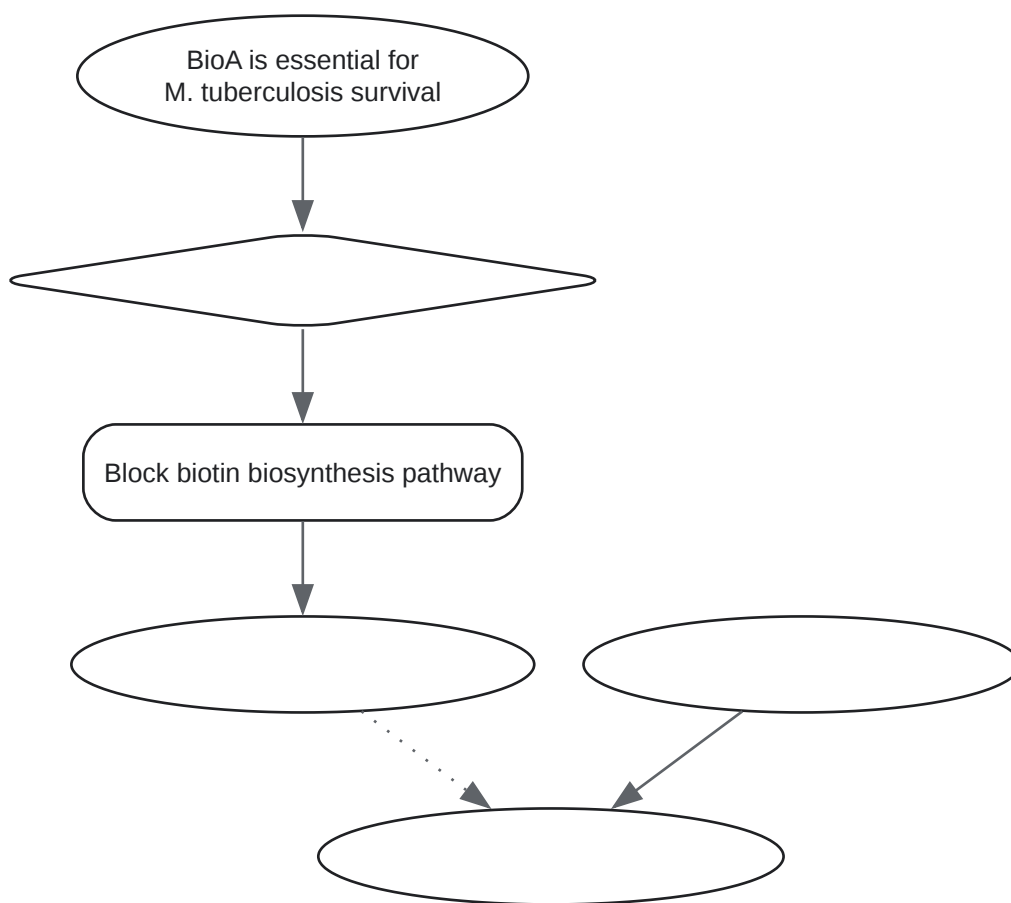 BioA is essential for
M. tuberculosis survival
Block biotin biosynthesis pathway